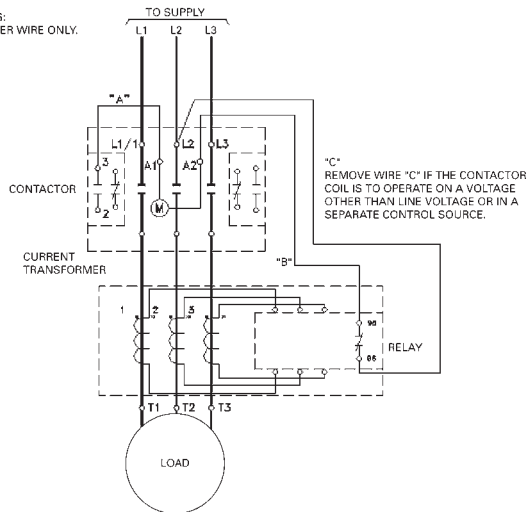 S:
ER WIRE ONLY.
TO SUPPLY
L1 L2 L3
"A"
L1/1 L2 L3
3 A1 A2
CONTACTOR
M
2
"C"
REMOVE WIRE "C" IF THE CONTACTOR
COIL IS TO OPERATE ON A VOLTAGE
OTHER THAN LINE VOLTAGE OR IN A
SEPARATE CONTROL SOURCE.
CURRENT
TRANSFORMER
"B"
1 2 3
95
RELAY
96
T1 T2 T3
LOAD